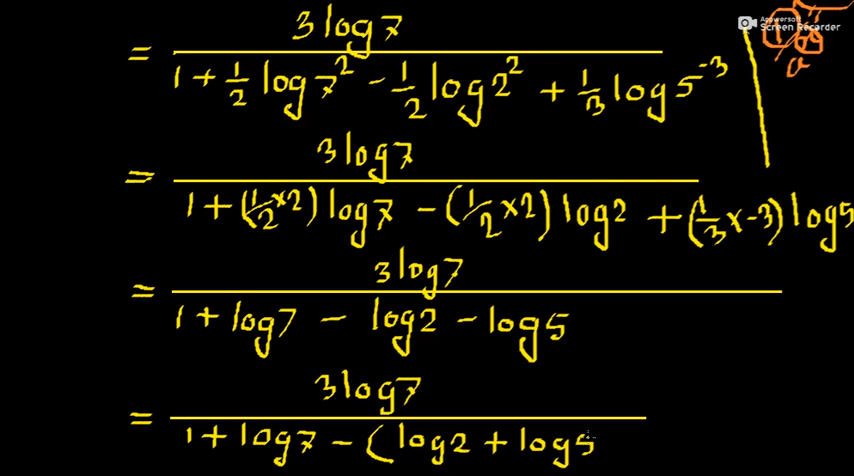 Apowersoft
Screen Recorder
= 3log7 / 1 + 1/2 log7² - 1/2 log2² + 1/3 log5⁻³
= 3log7 / 1 + (1/2 × 2) log7 - (1/2 × 2) log2 + (1/3 × -3) log5
= 3log7 / 1 + log7 - log2 - log5
= 3log7 / 1 + log7 - (log2 + log5